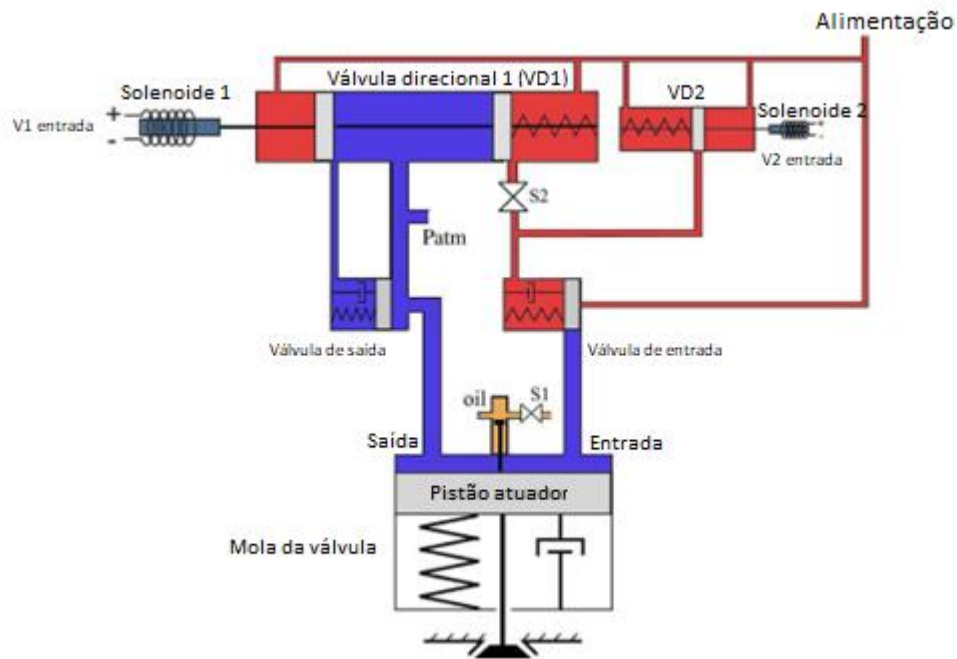 Alimentação
Válvula direcional 1 (VD1)
VD2
Solenoide 1
Solenoide 2
+
-
V1 entrada
+
-
V2 entrada
S2
Patm
Válvula de saída
Válvula de entrada
oil
S1
Saída
Entrada
Pistão atuador
Mola da válvula